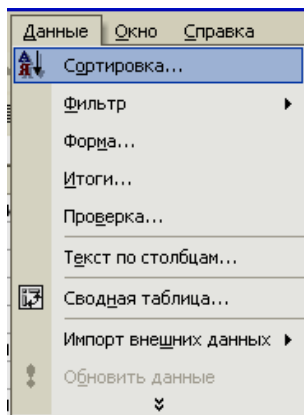 Данные Окно Справка
Сортировка...
Фильтр
Форма...
Итоги...
Проверка...
Текст по столбцам...
Сводная таблица...
Импорт внешних данных
Обновить данные